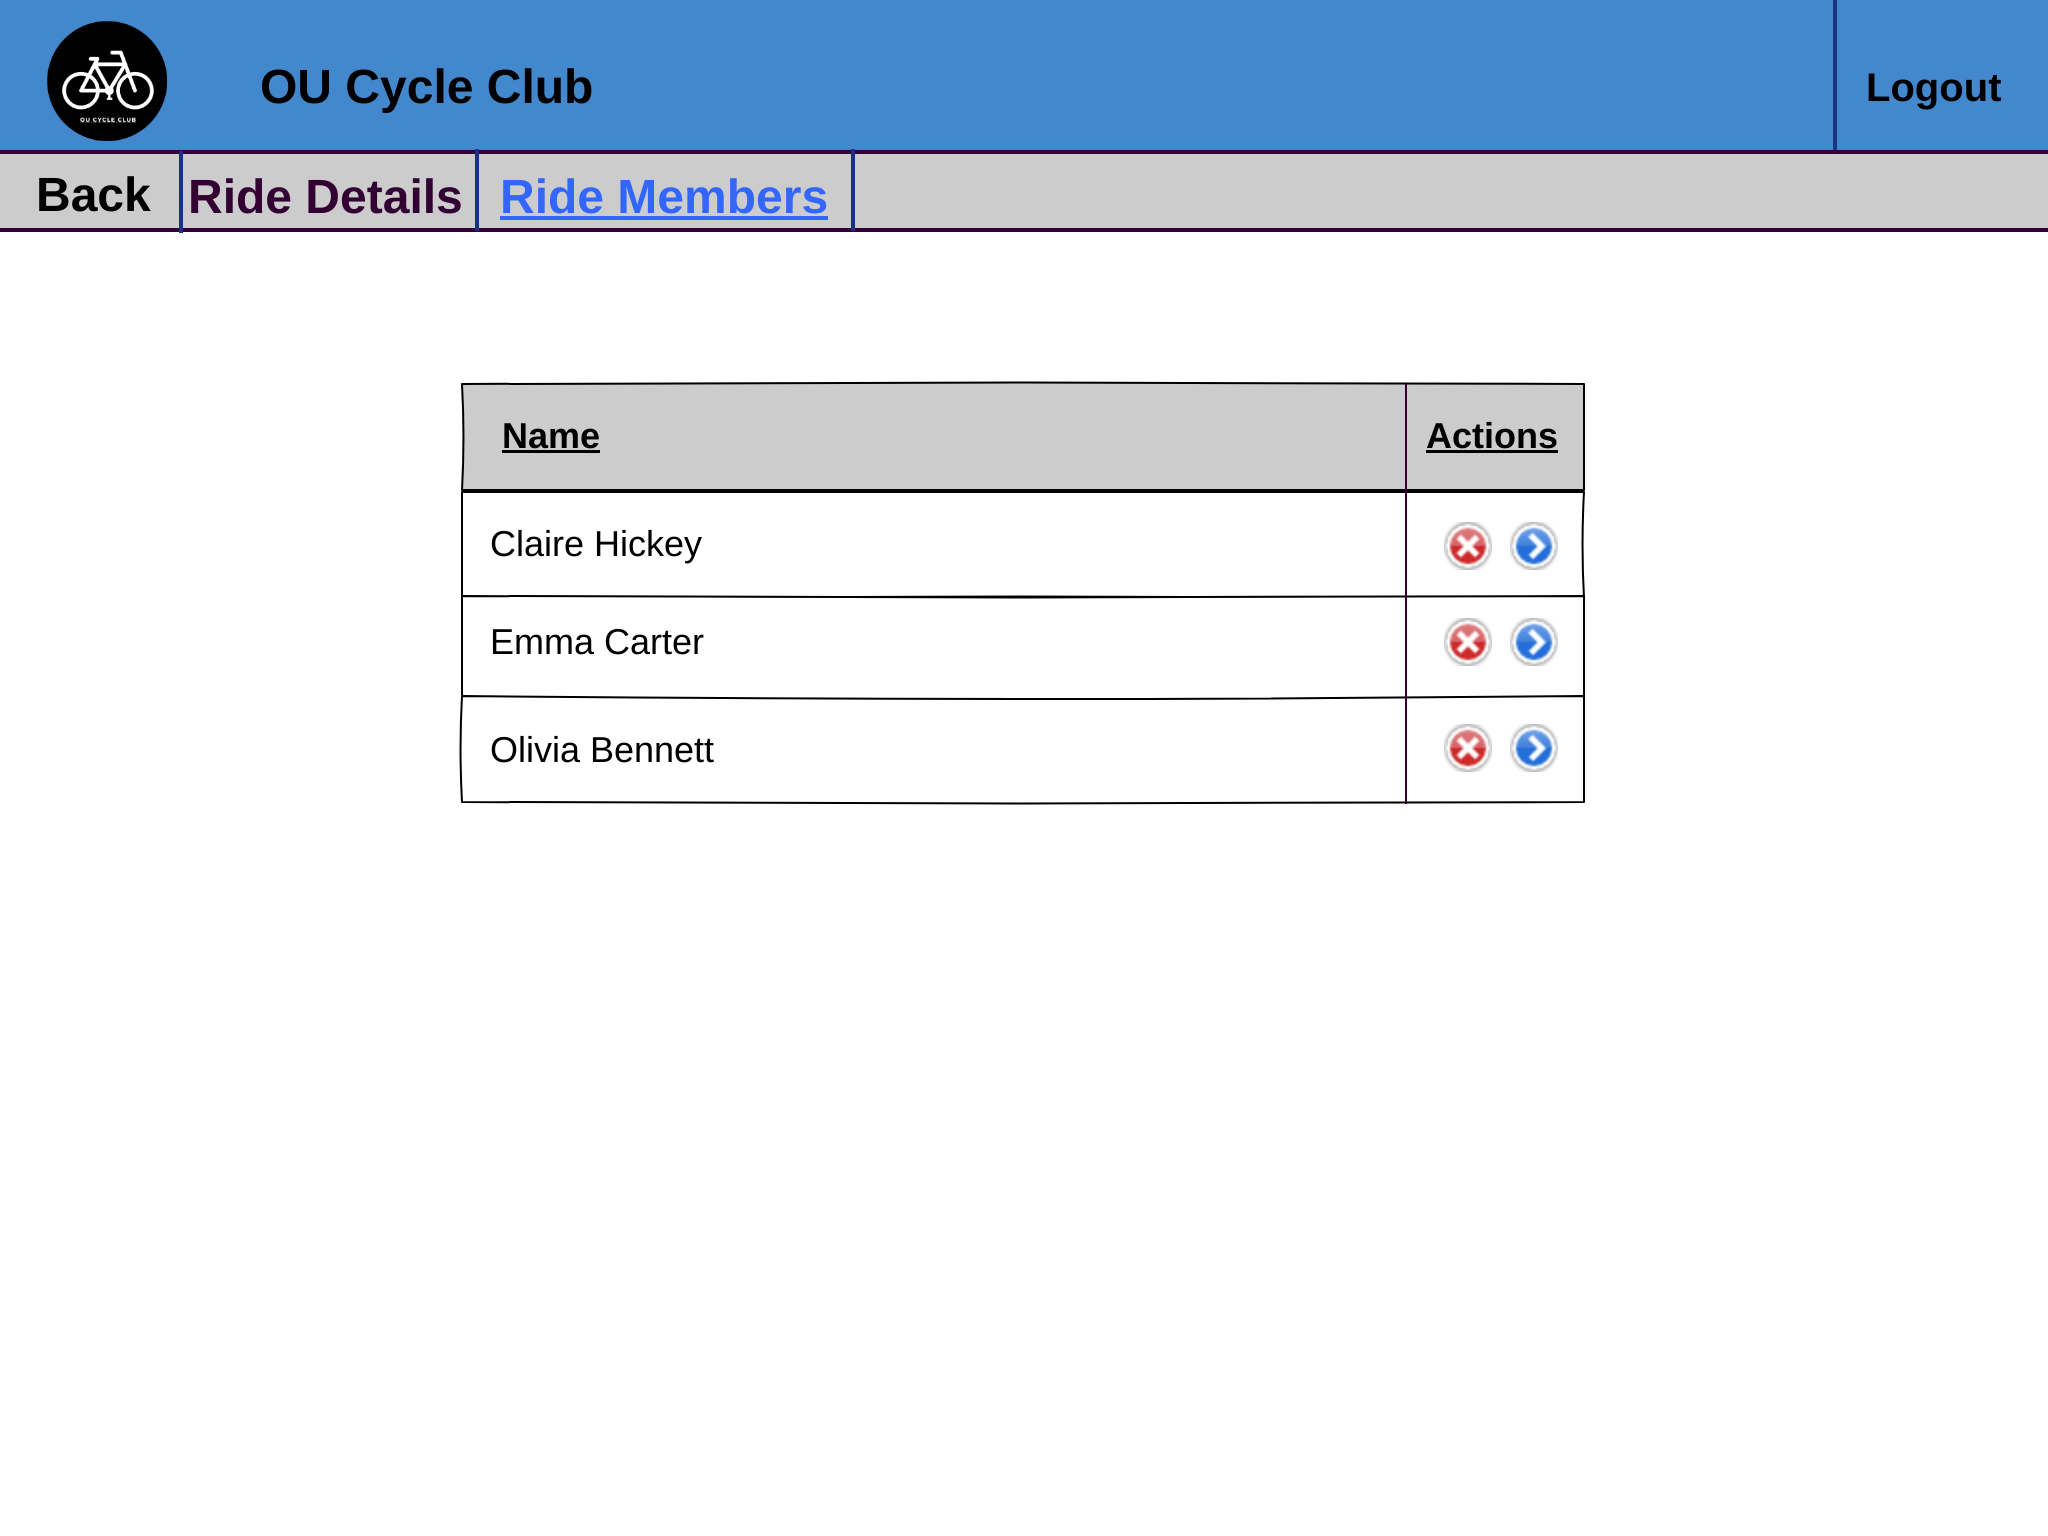 OU CYCLE CLUB
OU Cycle Club
Logout
Back
Ride Details
Ride Members
Name
Actions
Claire Hickey
Emma Carter
Olivia Bennett